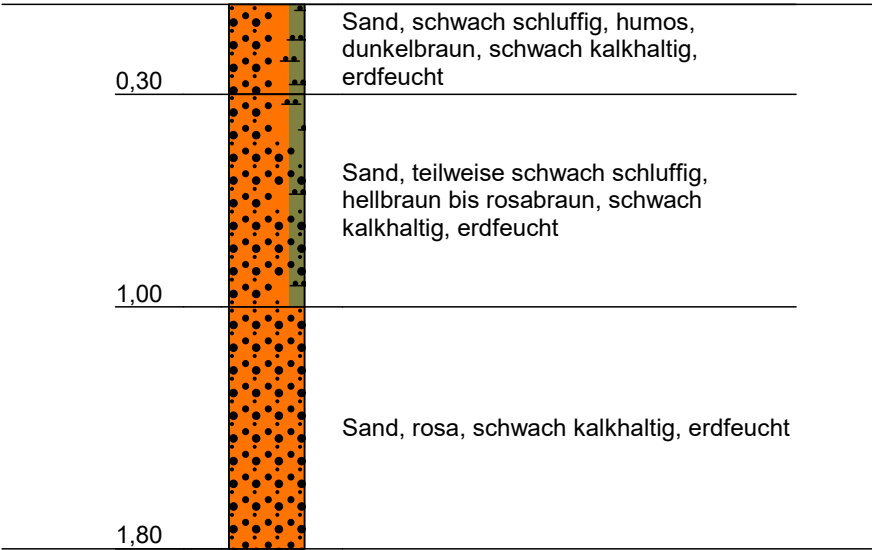 Sand, schwach schluffig, humos,
dunkelbraun, schwach kalkhaltig,
erdfeucht
0,30
Sand, teilweise schwach schluffig,
hellbraun bis rosabraun, schwach
kalkhaltig, erdfeucht
1,00
Sand, rosa, schwach kalkhaltig, erdfeucht
1,80